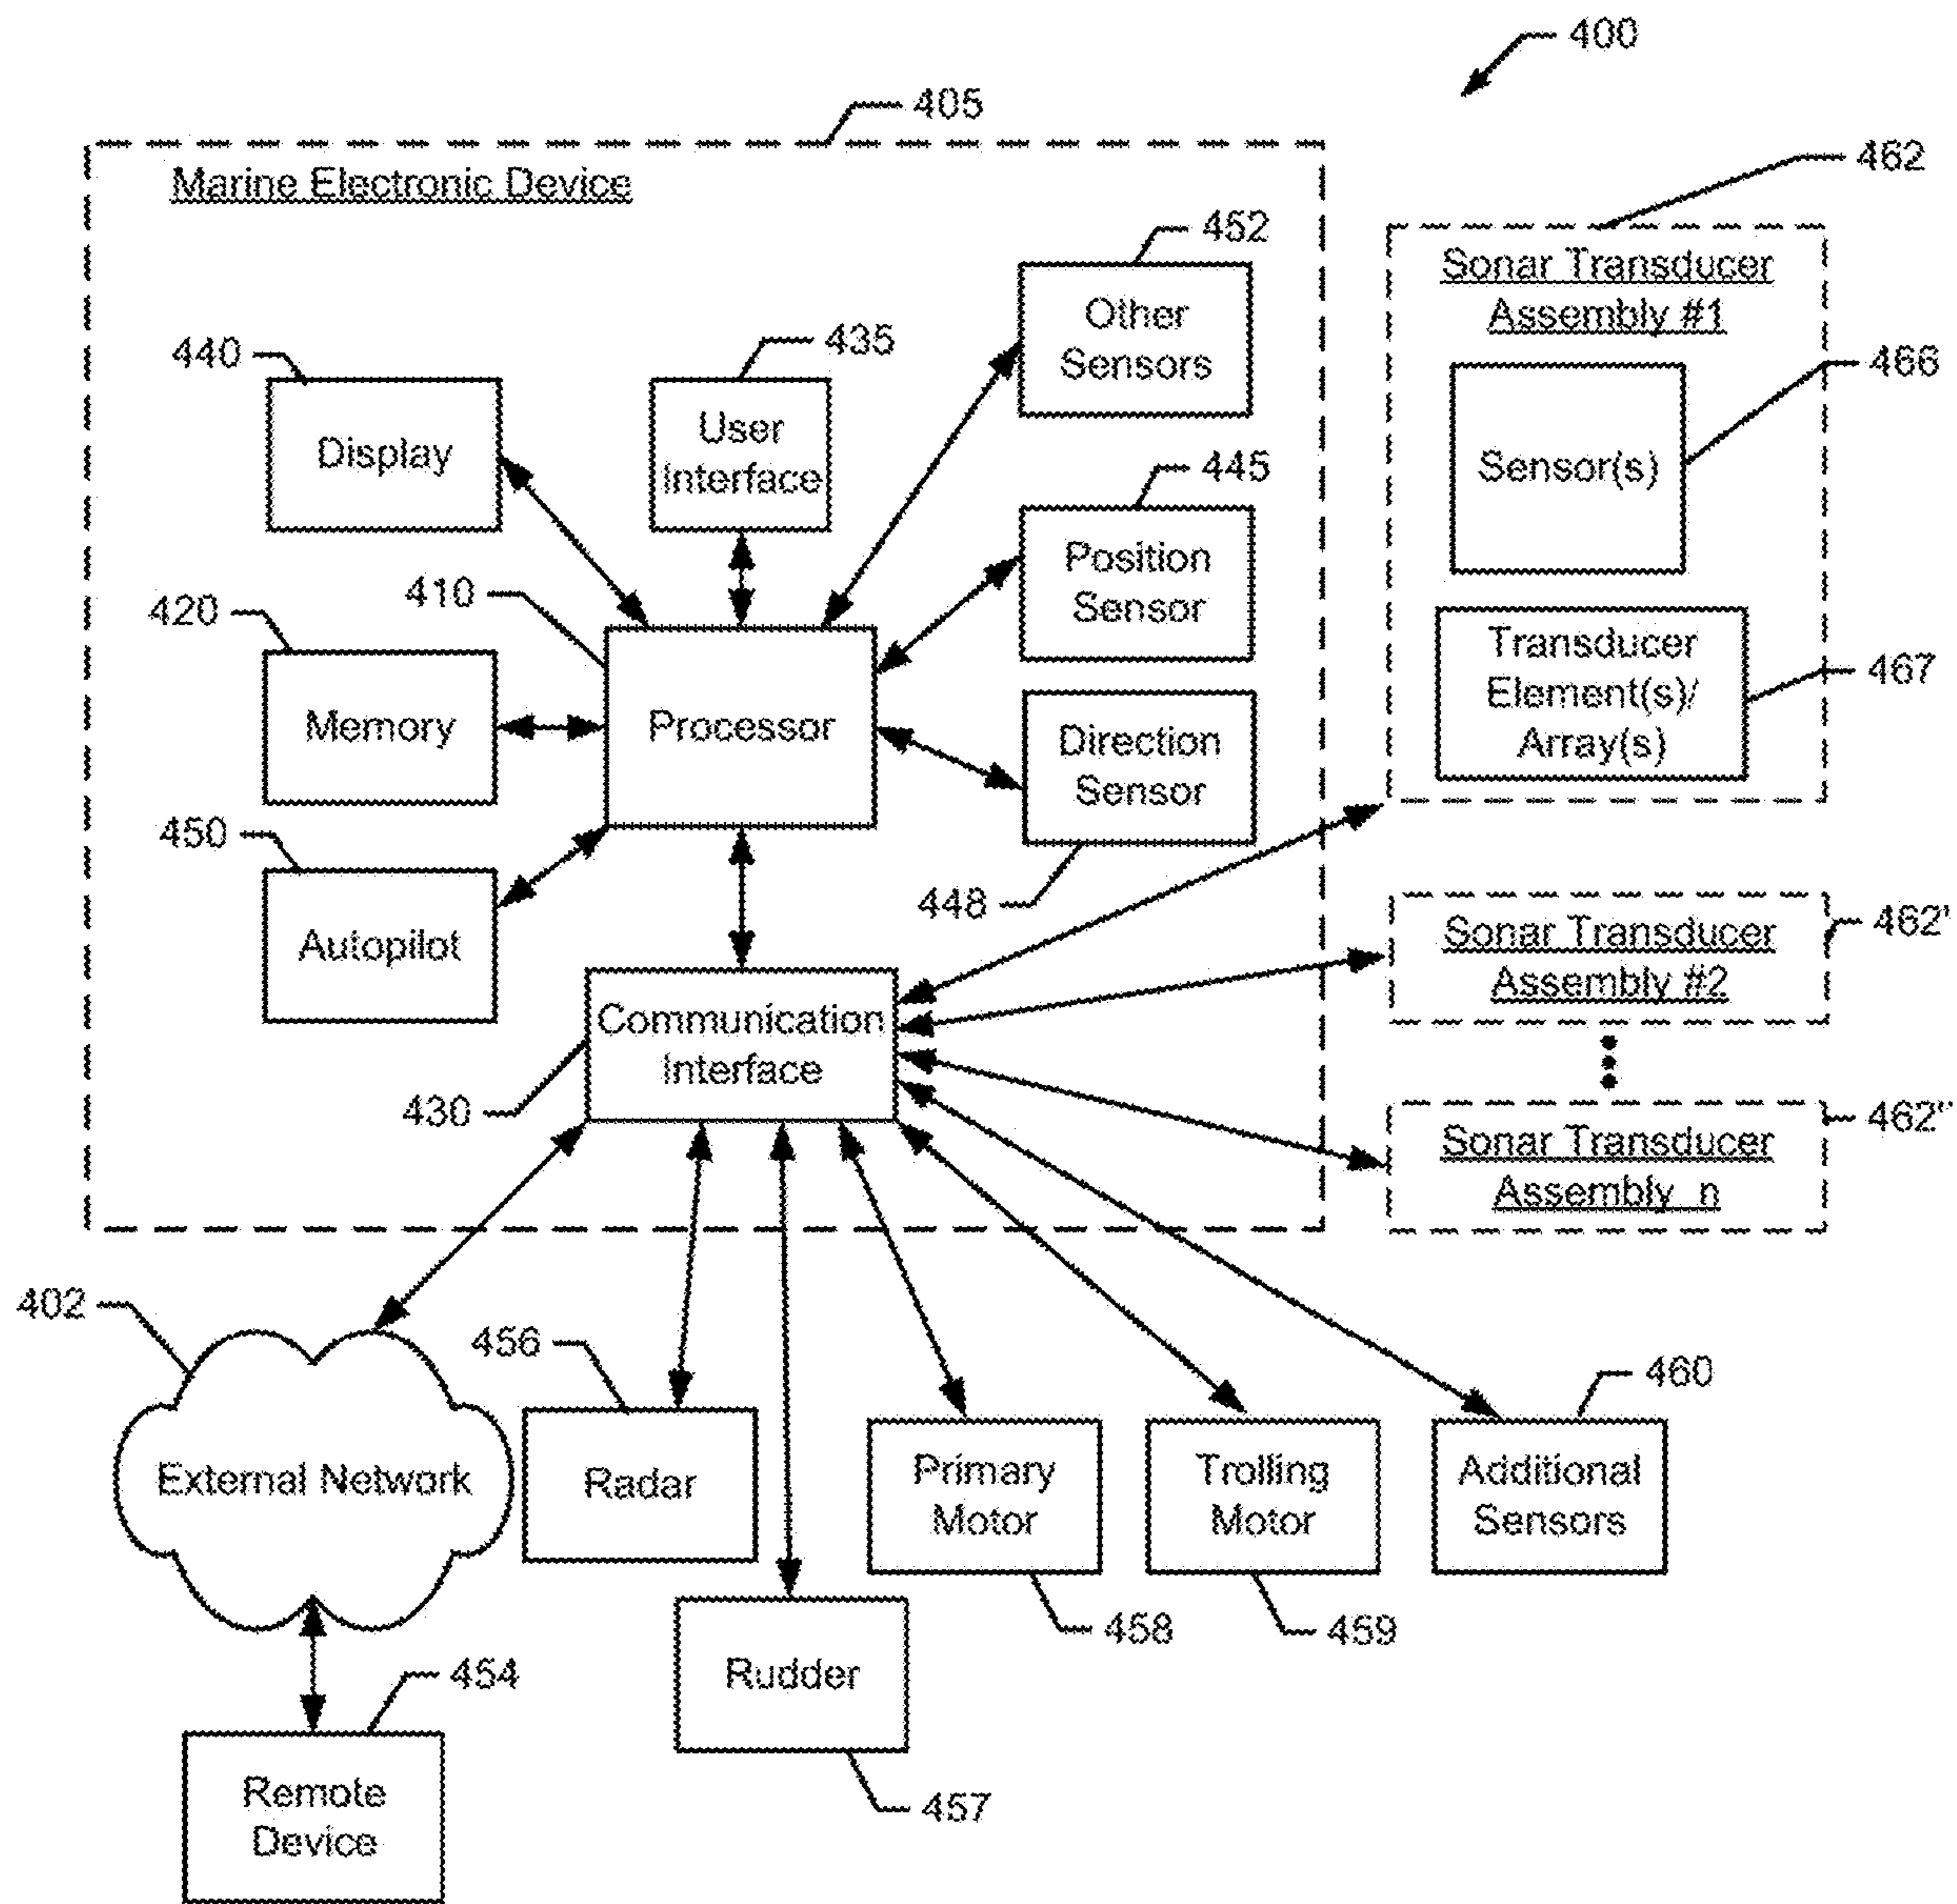 400
405
Marine Electronic Device
462
Sonar Transducer
Assembly #1
452
Other
Sensors
466
Sensor(s)
440
Display
435
User
Interface
445
Position
Sensor
467
Transducer
Element(s)/
Array(s)
420
Memory
410
Processor
Direction
Sensor
448
450
Autopilot
462'
Sonar Transducer
Assembly #2
Communication
Interface
430
462"
Sonar Transducer
Assembly n
402
External Network
456
Radar
Primary
Motor
458
Trolling
Motor
459
460
Additional
Sensors
Rudder
457
454
Remote
Device